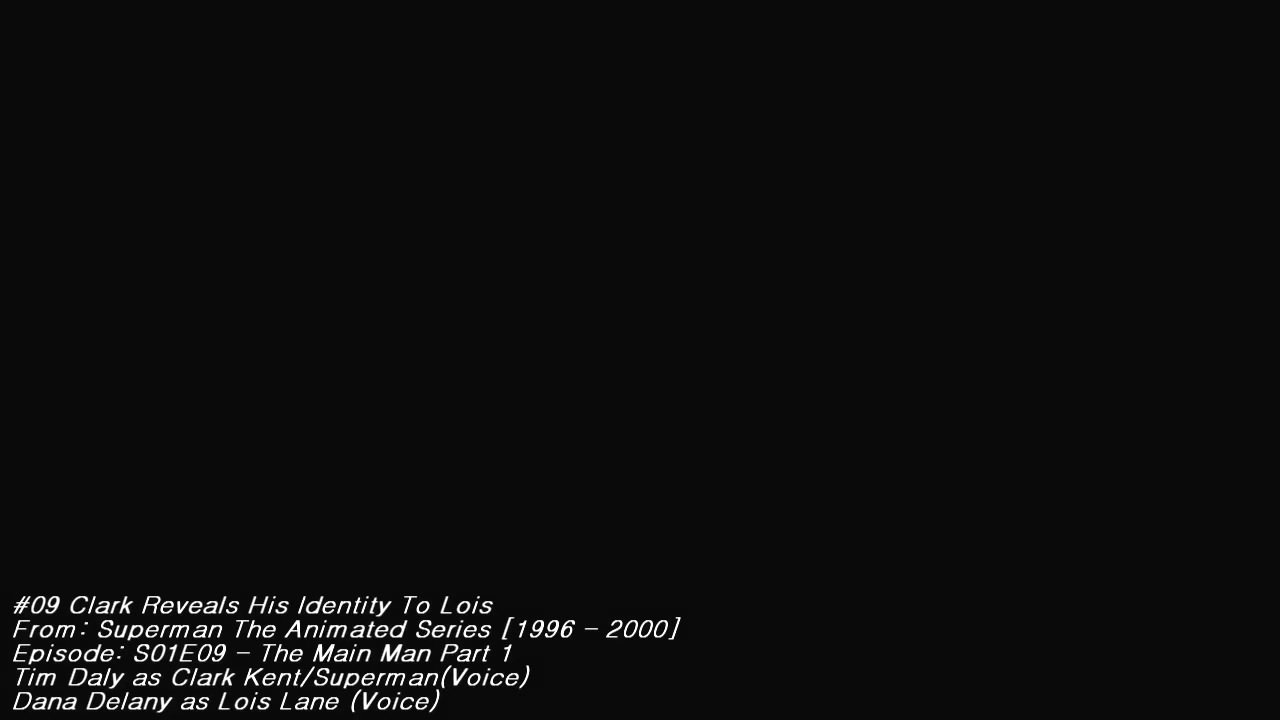 #09 Clark Reveals His Identity To Lois
From: Superman The Animated Series [1996 - 2000]
Episode: S01E09 - The Main Man Part 1
Tim Daly as Clark Kent/Superman(Voice)
Dana Delany as Lois Lane (Voice)